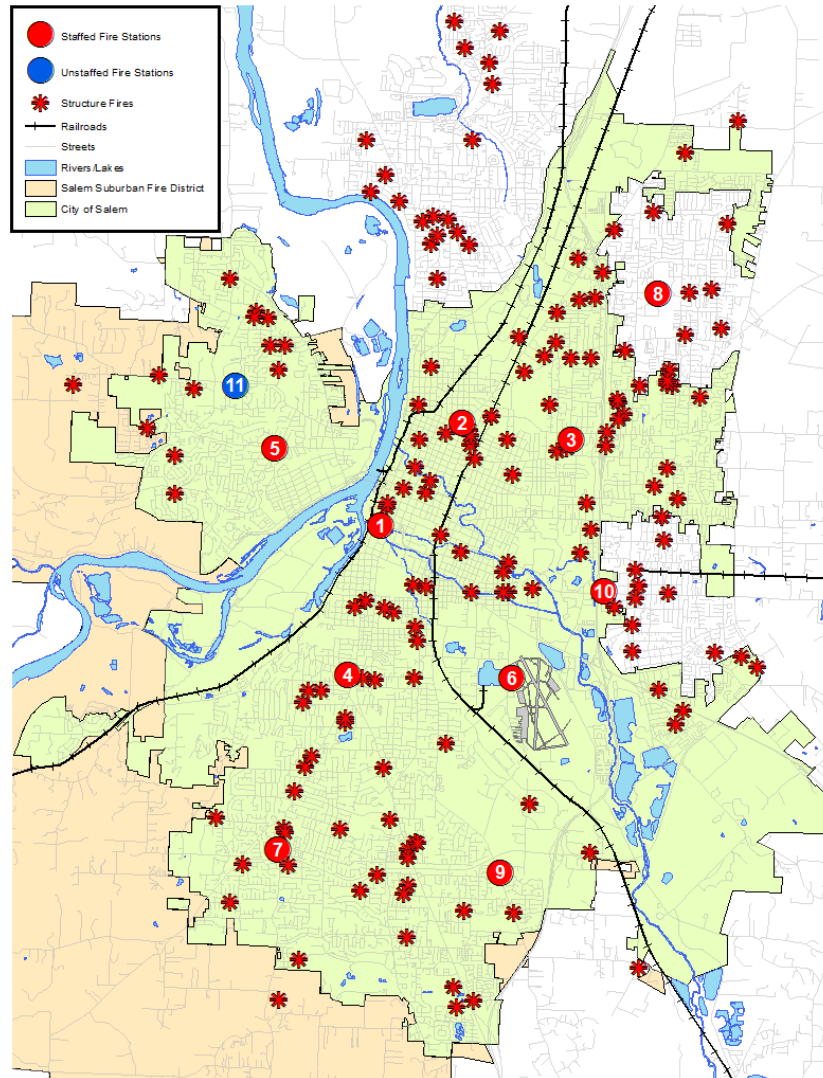 Staffed Fire Stations
Unstaffed Fire Stations
Structure Fires
Railroads
Streets
Rivers/Lakes
Salem Suburban Fire District
City of Salem
8
11
2
3
5
1
10
4
6
7
9